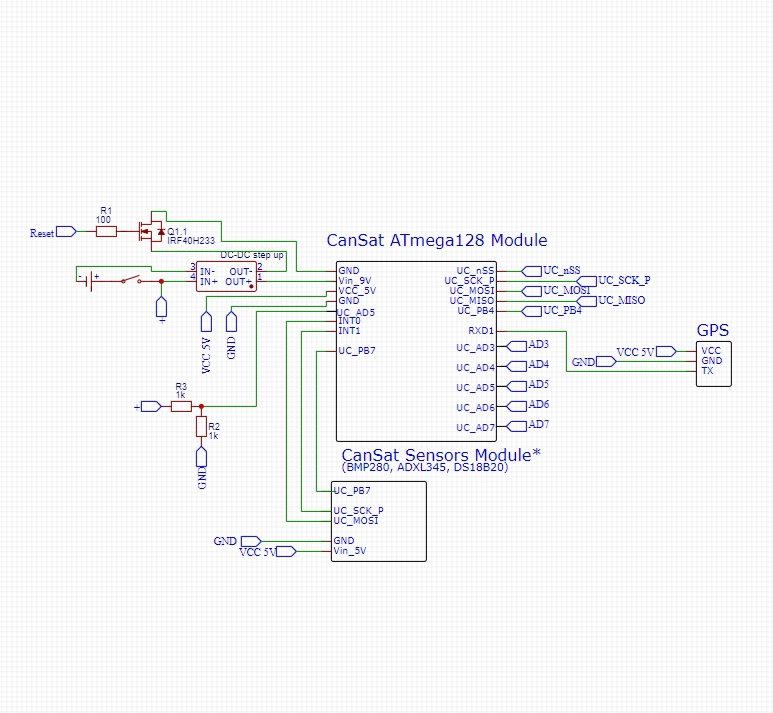 R1
100
Reset
Q1.1
IRF40H233
DC-DC step up
3 IN- OUT- 2
4 IN+ OUT+ 1
- +
+
VCC 5V
GND
CanSat ATmega128 Module
GND
Vin_9V
VCC_5V
GND
UC_AD5
INT0
INT1
UC_PB7
UC_nSS
UC_SCK_P
UC_MOSI
UC_MISO
UC_PB4
RXD1
UC_AD3
UC_AD4
UC_AD5
UC_AD6
UC_AD7
UC_nSS
UC_SCK_P
UC_MOSI
UC_MISO
UC_PB4
AD3
AD4
AD5
AD6
AD7
GPS
VCC 5V
GND
VCC
GND
TX
R3
1k
+
R2
1k
GND
CanSat Sensors Module*
(BMP280, ADXL345, DS18B20)
UC_PB7
UC_SCK_P
UC_MOSI
GND
Vin_5V
GND
VCC 5V